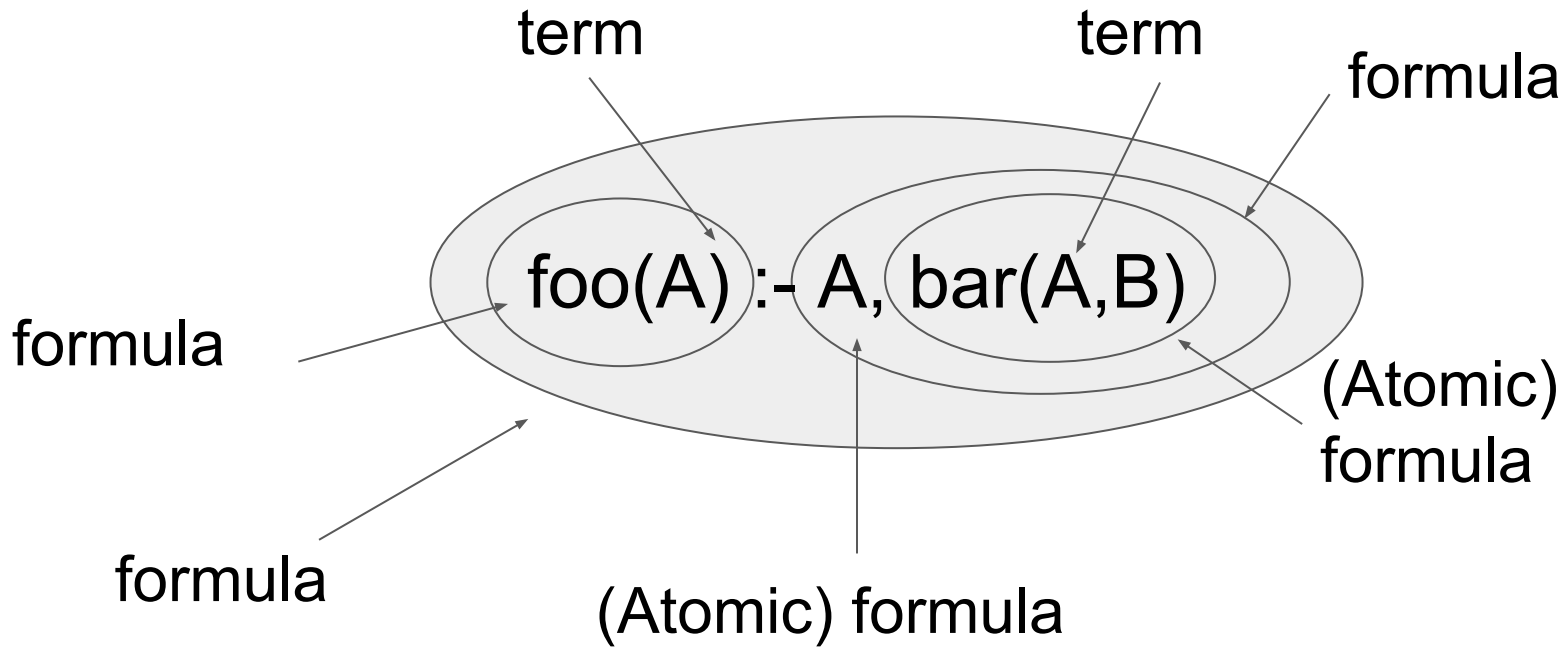 term
term
formula
foo(A) :- A, bar(A,B)
formula
(Atomic)
formula
formula
(Atomic) formula